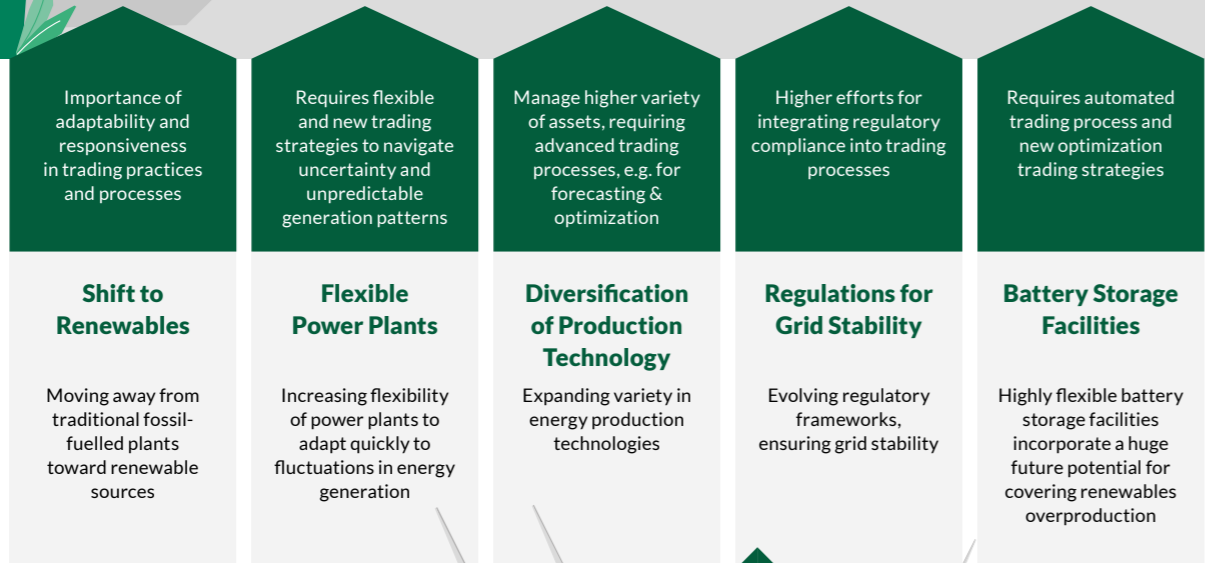 Importance of
adaptability and
responsiveness
in trading practices
and processes
Shift to
Renewables
Moving away from
traditional fossil-
fuelled plants
toward renewable
sources
Requires flexible
and new trading
strategies to navigate
uncertainty and
unpredictable
generation patterns
Flexible
Power Plants
Increasing flexibility
of power plants to
adapt quickly to
fluctuations in energy
generation
Manage higher variety
of assets, requiring
advanced trading
processes, e.g. for
forecasting &
optimization
Diversification
of Production
Technology
Expanding variety in
energy production
technologies
Higher efforts for
integrating regulatory
compliance into trading
processes
Regulations for
Grid Stability
Evolving regulatory
frameworks,
ensuring grid stability
Requires automated
trading process and
new optimization
trading strategies
Battery Storage
Facilities
Highly flexible battery
storage facilities
incorporate a huge
future potential for
covering renewables
overproduction